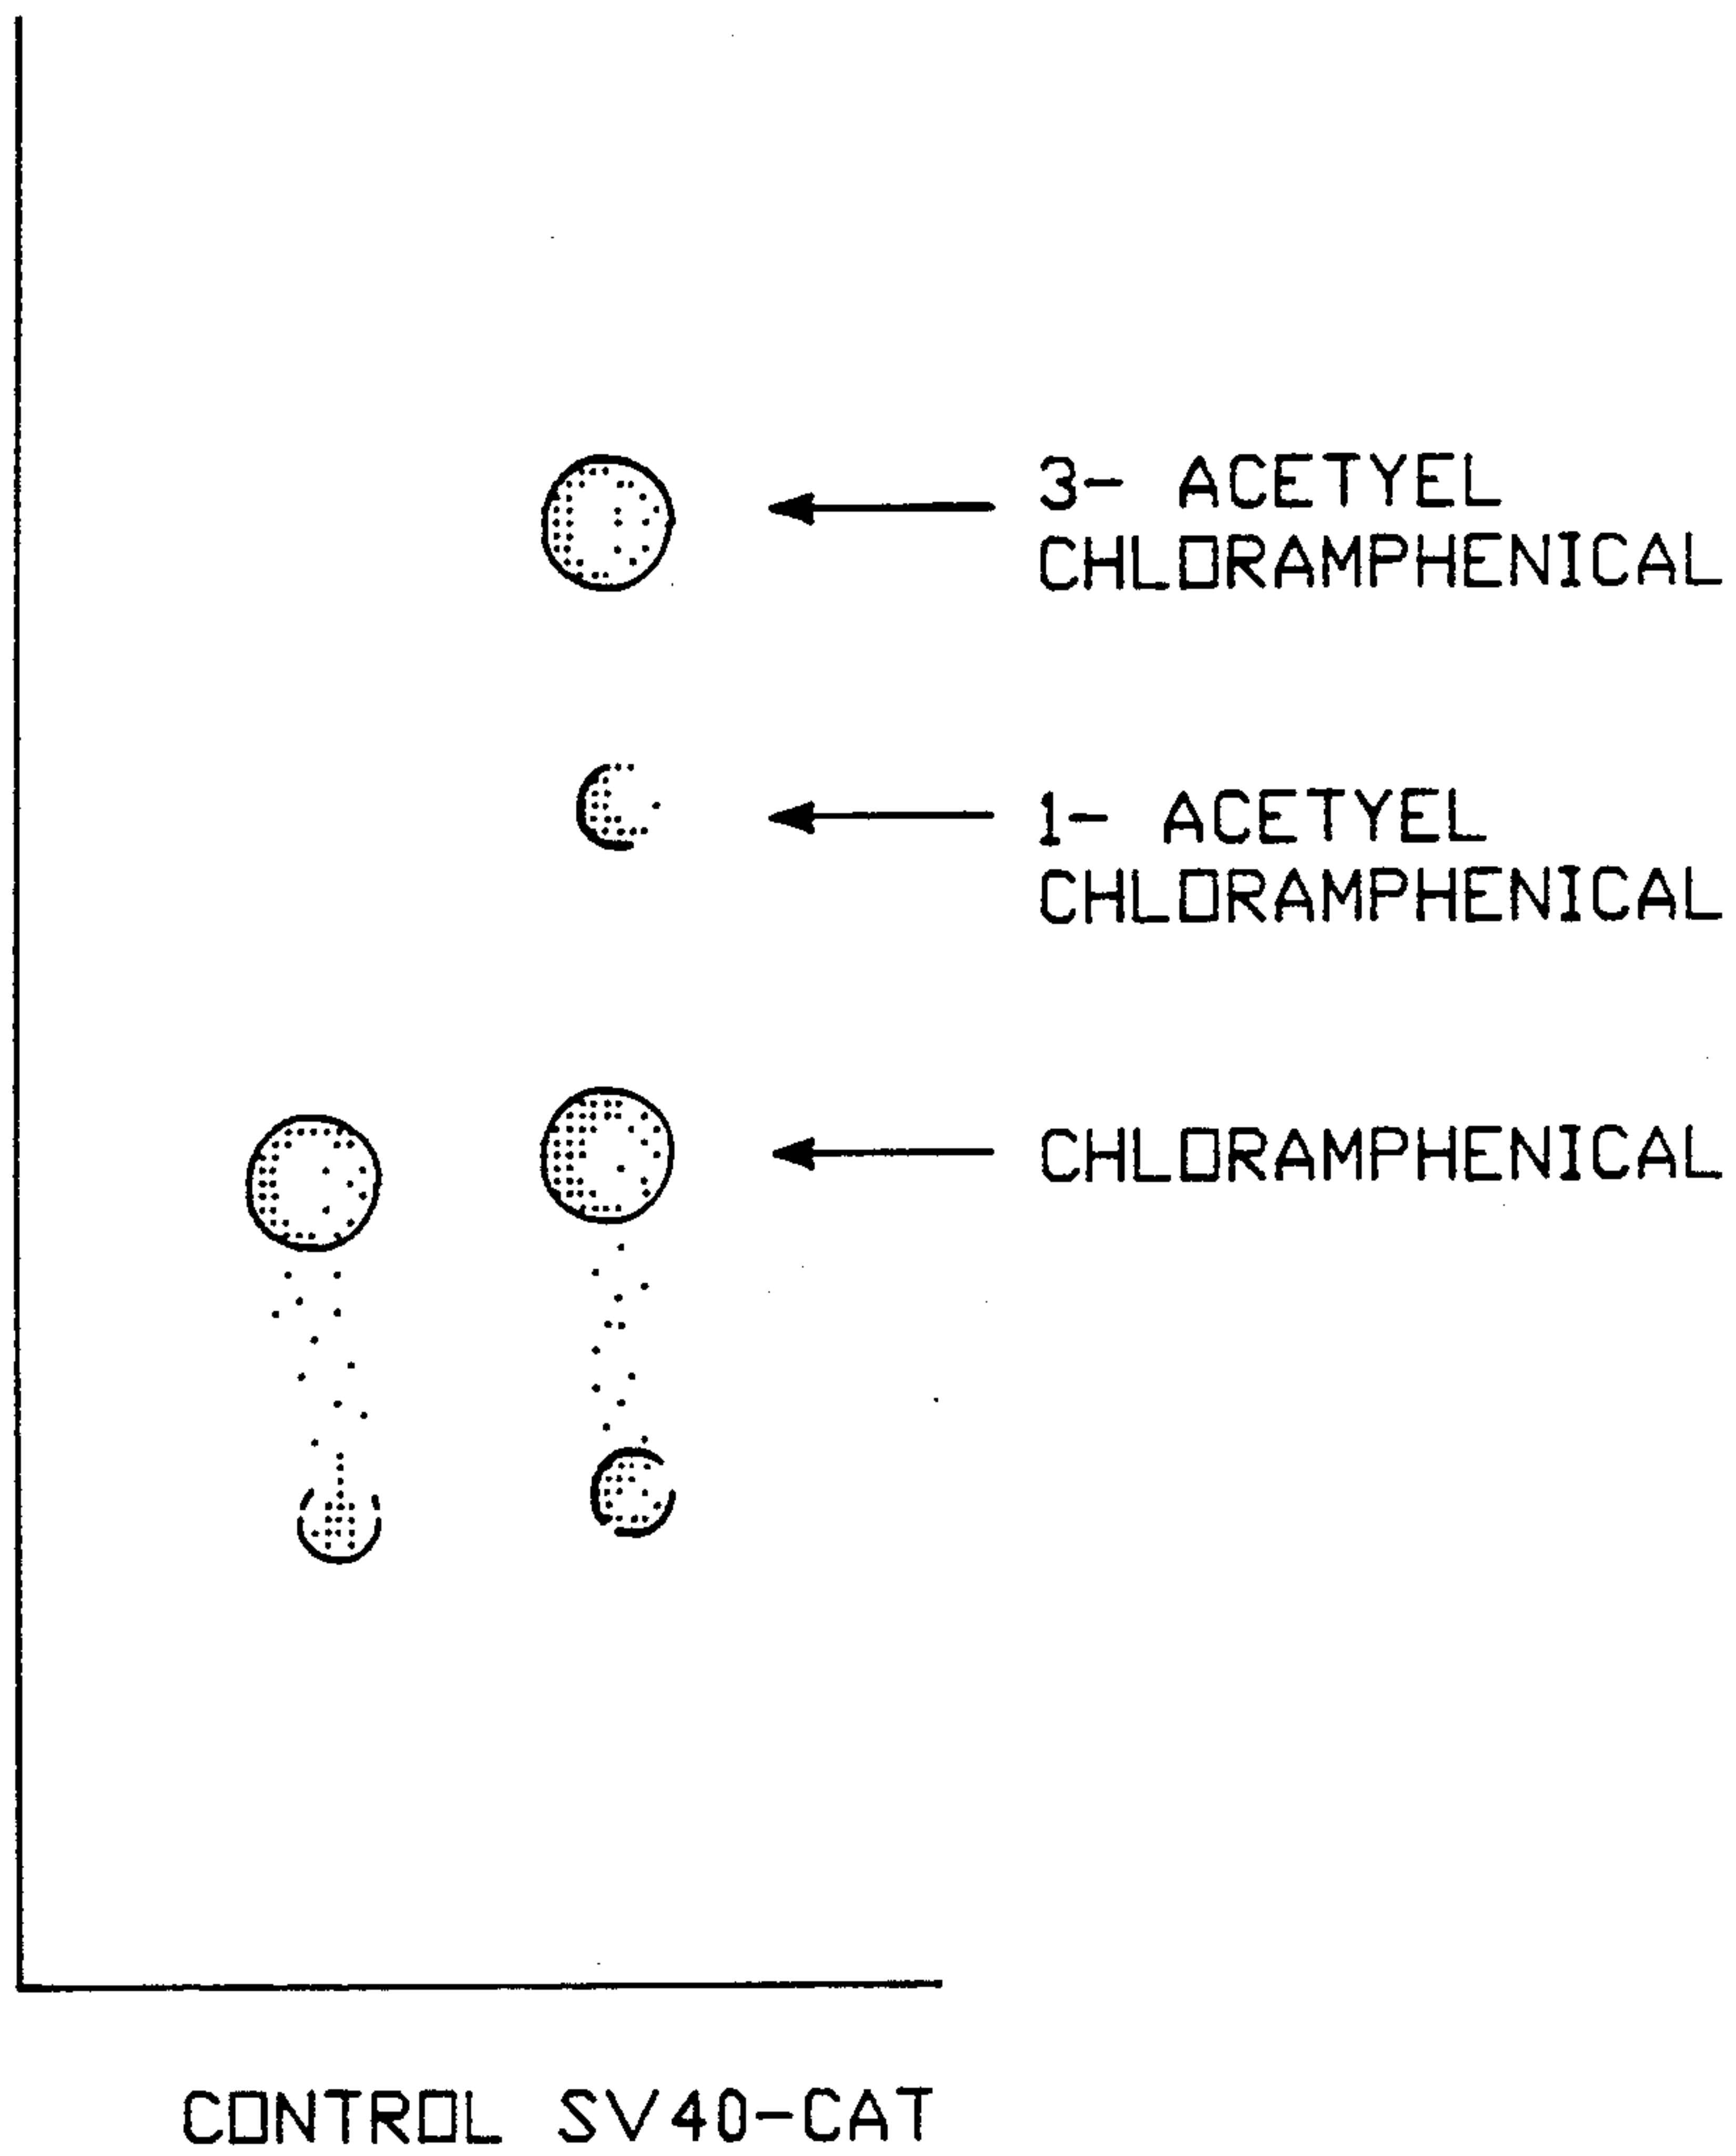 3- ACETYEL
CHLORAMPHENICAL
1- ACETYEL
CHLORAMPHENICAL
CHLORAMPHENICAL
CONTROL SV40-CAT